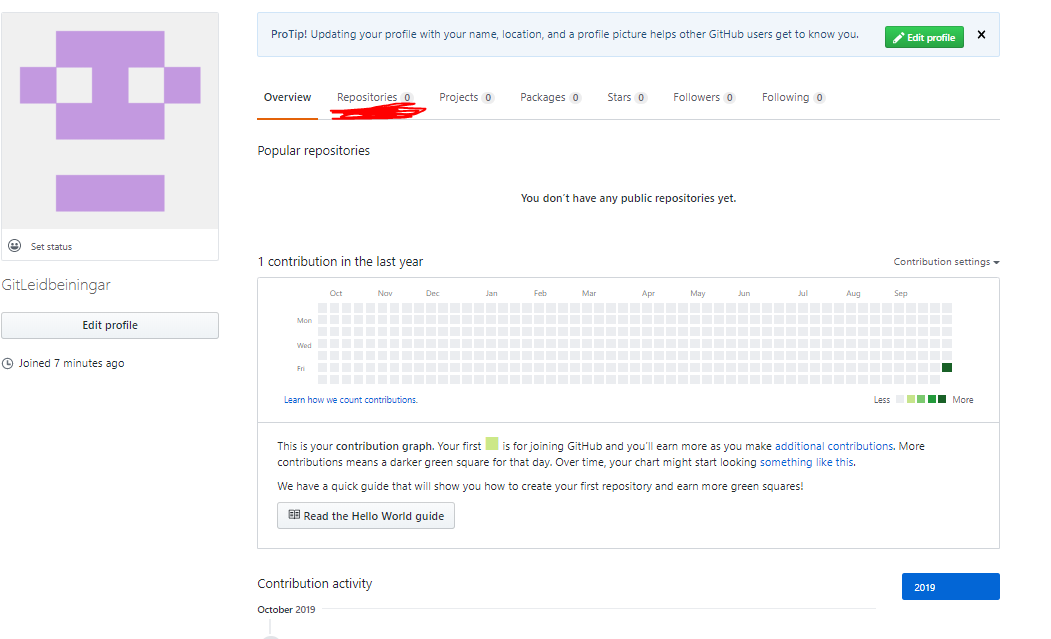 ProTip! Updating your profile with your name, location, and a profile picture helps other GitHub users get to know you.
Edit profile
Overview Repositories 0 Projects 0 Packages 0 Stars 0 Followers 0 Following 0
Popular repositories
You don't have any public repositories yet.
Set status
GitLeidbeiningar
Edit profile
Joined 7 minutes ago
1 contribution in the last year
Contribution settings
Oct Nov Dec Jan Feb Mar Apr May Jun Jul Aug Sep
Mon
Wed
Fri
Learn how we count contributions.
Less More
This is your contribution graph. Your first is for joining GitHub and you'll earn more as you make additional contributions. More
contributions means a darker green square for that day. Over time, your chart might start looking something like this.
We have a quick guide that will show you how to create your first repository and earn more green squares!
Read the Hello World guide
Contribution activity
2019
October 2019